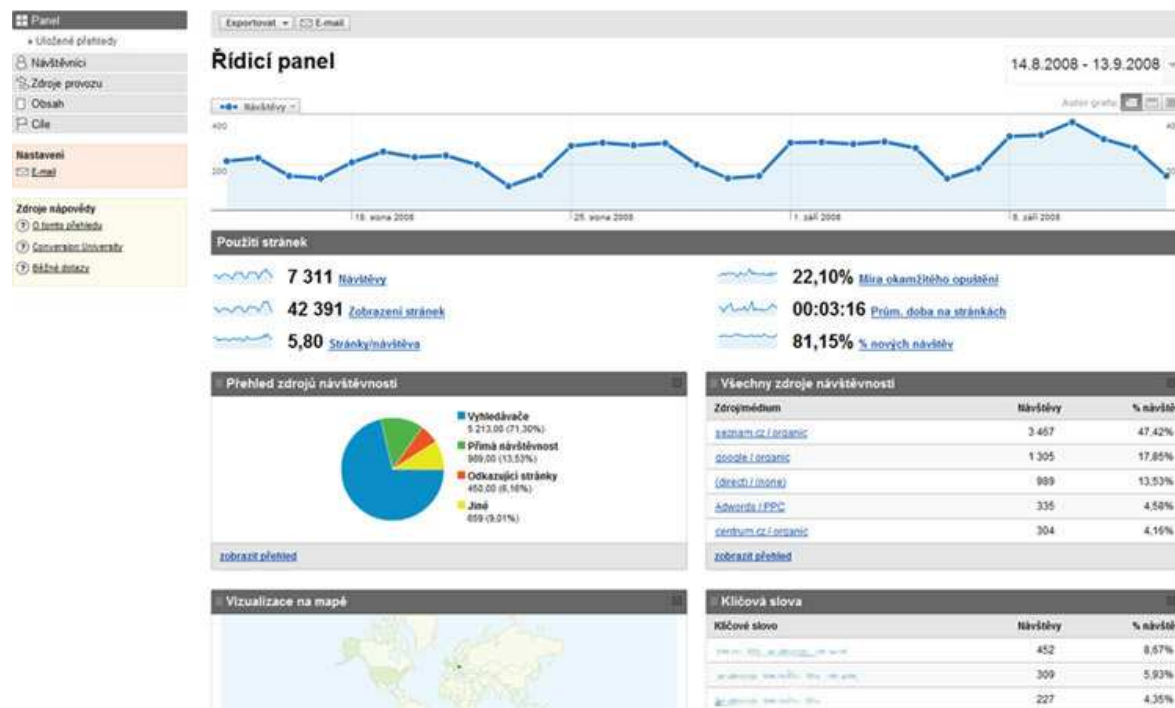 Panel
Uložené přehledy
Návštěvníci
Zdroje provozu
Obsah
Cíle
Nastavení
E-mail
Zdroje nápovědy
O tomto přehledu
Conversion University
Běžné dotazy
Exportovat E-mail
Řídicí panel
14.8.2008 - 13.9.2008
Návštěvy
Autor grafu:
400
200
18. srpna 2008 25. srpna 2008 1. září 2008 8. září 2008
Použití stránek
7 311 Návštěvy
42 391 Zobrazení stránek
5,80 Stránky/návštěva
22,10% Míra okamžitého opuštění
00:03:16 Prům. doba na stránkách
81,15% % nových návštěv
Přehled zdrojů návštěvnosti
Vyhledávače
5 213,00 (71,30%)
Přímá návštěvnost
989,00 (13,53%)
Odkazující stránky
450,00 (6,16%)
Jiné
659 (9,01%)
zobrazit přehled
Všechny zdroje návštěvnosti
Zdroj/médium Návštěvy % návště
seznam.cz / organic 3 467 47,42%
google / organic 1 305 17,85%
(direct) / (none) 989 13,53%
Adwords / PPC 335 4,58%
centrum.cz / organic 304 4,16%
zobrazit přehled
Vizualizace na mapě
Klíčová slova
Klíčové slovo Návštěvy % návště
452 8,67%
309 5,93%
227 4,35%